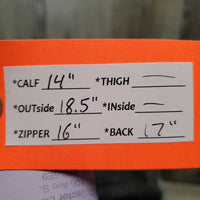 *CALF 14" *THIGH —
*OUTside 18.5" *INside —
*ZIPPER 16" *BACK 17"